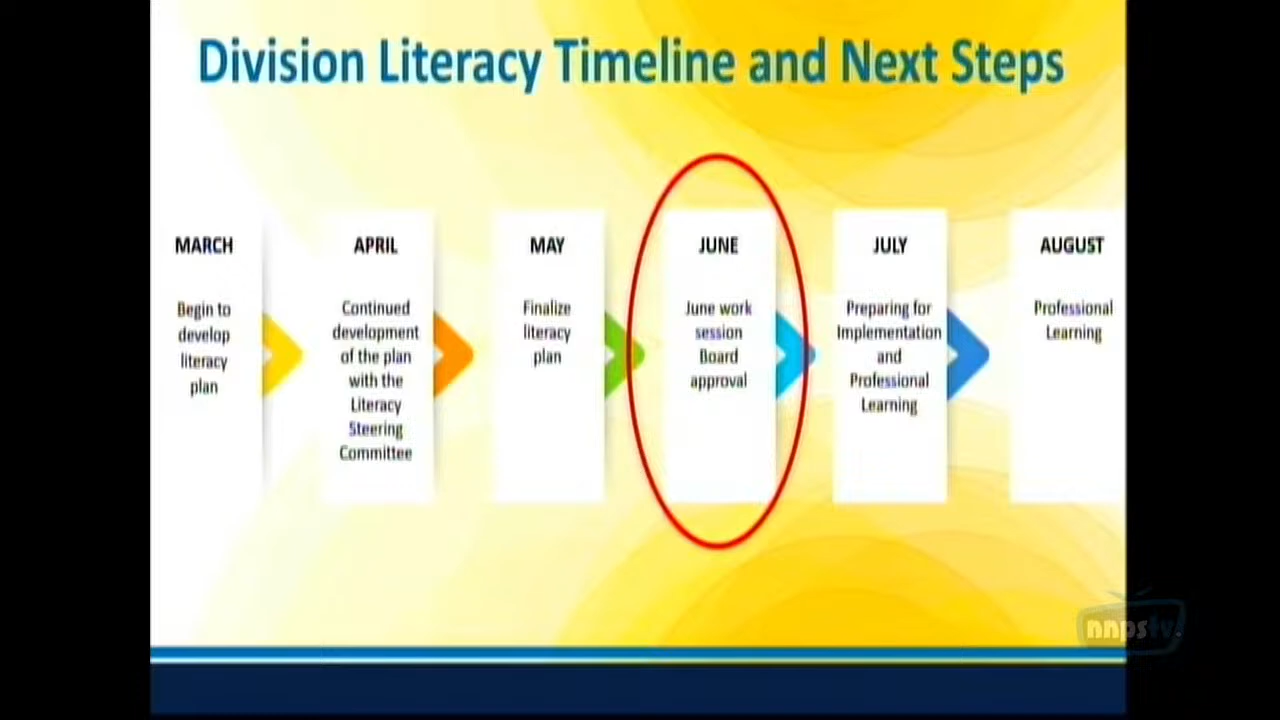 Division Literacy Timeline and Next Steps
MARCH
Begin to
develop
literacy
plan
APRIL
Continued
development
of the plan
with the
Literacy
Steering
Committee
MAY
Finalize
literacy
plan
JUNE
June work
session
Board
approval
JULY
Preparing for
Implementation
and
Professional
Learning
AUGUST
Professional
Learning
nnpstv.